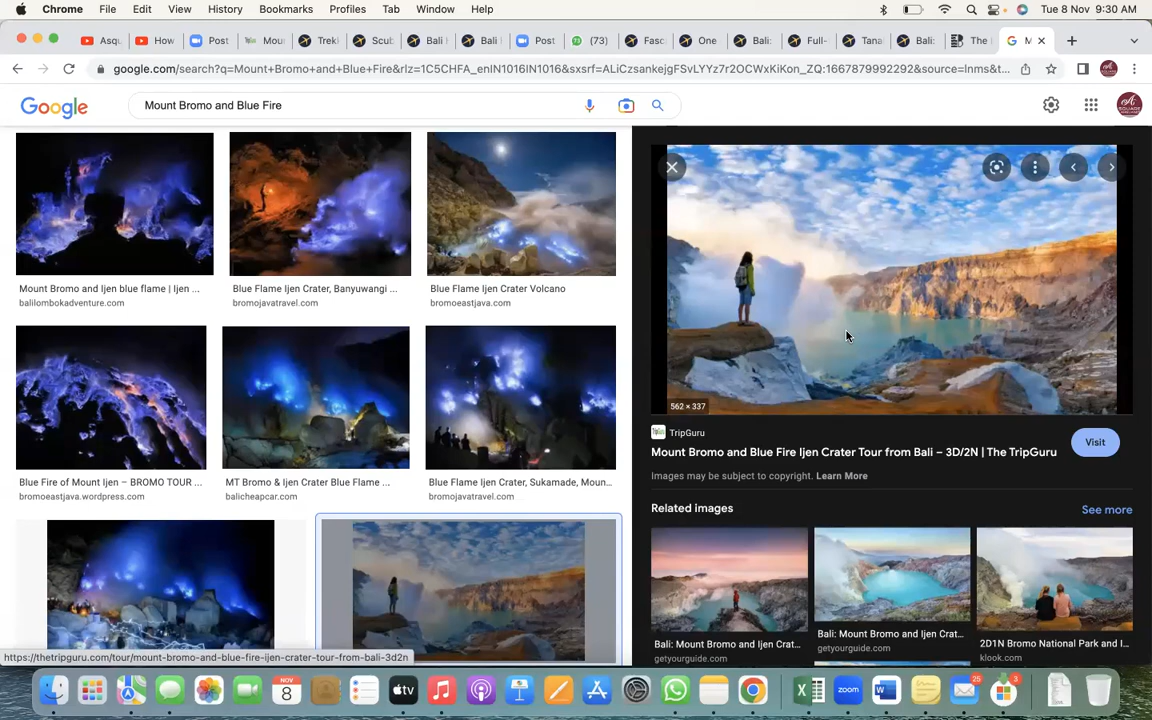 Chrome File Edit View History Bookmarks Profiles Tab Window Help
Tue 8 Nov 9:30 AM
Asqu
How
Post
Mour
Trek
Scul
Bali
Bali
Post
73
(73)
Fasc
One
Bali:
Full-
Tana
Bali:
The
M
google.com/search?q=Mount+Bromo+and+Blue+Fire&rlz=1C5CHFA_enIN1016IN1016&sxsrf=ALiCzsankejgFSvLYYz7r2OCWxKiKon_ZQ:1667879992292&source=lnms&t...
Google
Mount Bromo and Blue Fire
Mount Bromo and Ijen blue flame | Ijen ...
balilombokadventure.com
Blue Flame Ijen Crater, Banyuwangi ...
bromojavatravel.com
Blue Flame Ijen Crater Volcano
bromoeastjava.com
Blue Fire of Mount Ijen – BROMO TOUR ...
bromoeastjava.wordpress.com
MT Bromo & Ijen Crater Blue Flame ...
balicheapcar.com
Blue Flame Ijen Crater, Sukamade, Moun...
bromojavatravel.com
https://thetripguru.com/tour/mount-bromo-and-blue-fire-ijen-crater-tour-from-bali-3d2n
562 × 337
TripGuru
Mount Bromo and Blue Fire Ijen Crater Tour from Bali – 3D/2N | The TripGuru
Visit
Images may be subject to copyright. Learn More
Related images
See more
Bali: Mount Bromo and Ijen Crat...
getyourguide.com
Bali: Mount Bromo and Ijen Crat...
getyourguide.com
2D1N Bromo National Park and I...
klook.com
NOV
8
tv
zoom
25
3